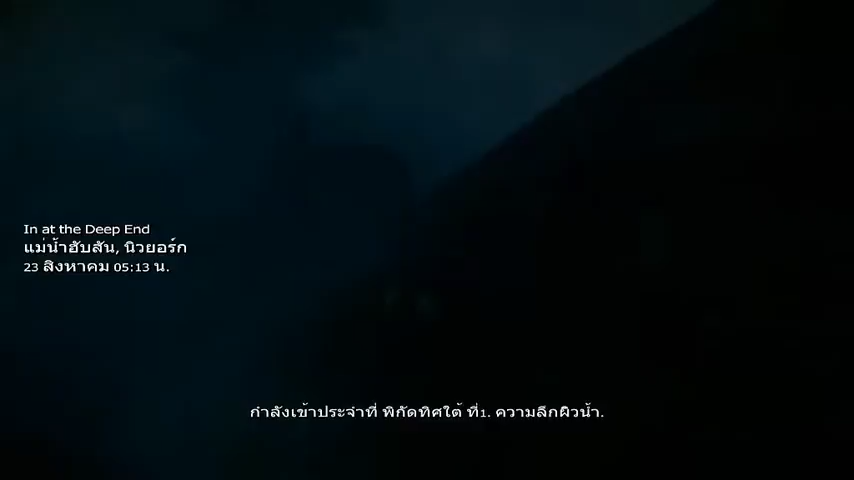 In at the Deep End
แม่น้ำฮับสัน, นิวยอร์ก
23 สิงหาคม 05:13 น.
กำลังเข้าประจำที่ พิกัดทิศใต้ ที่1. ความลึกผิวน้ำ.